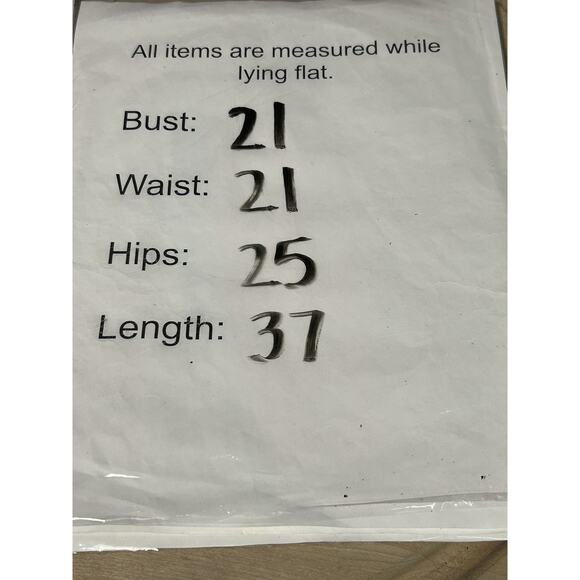 All items are measured while
lying flat.
Bust: 21
Waist: 21
Hips: 25
Length: 37